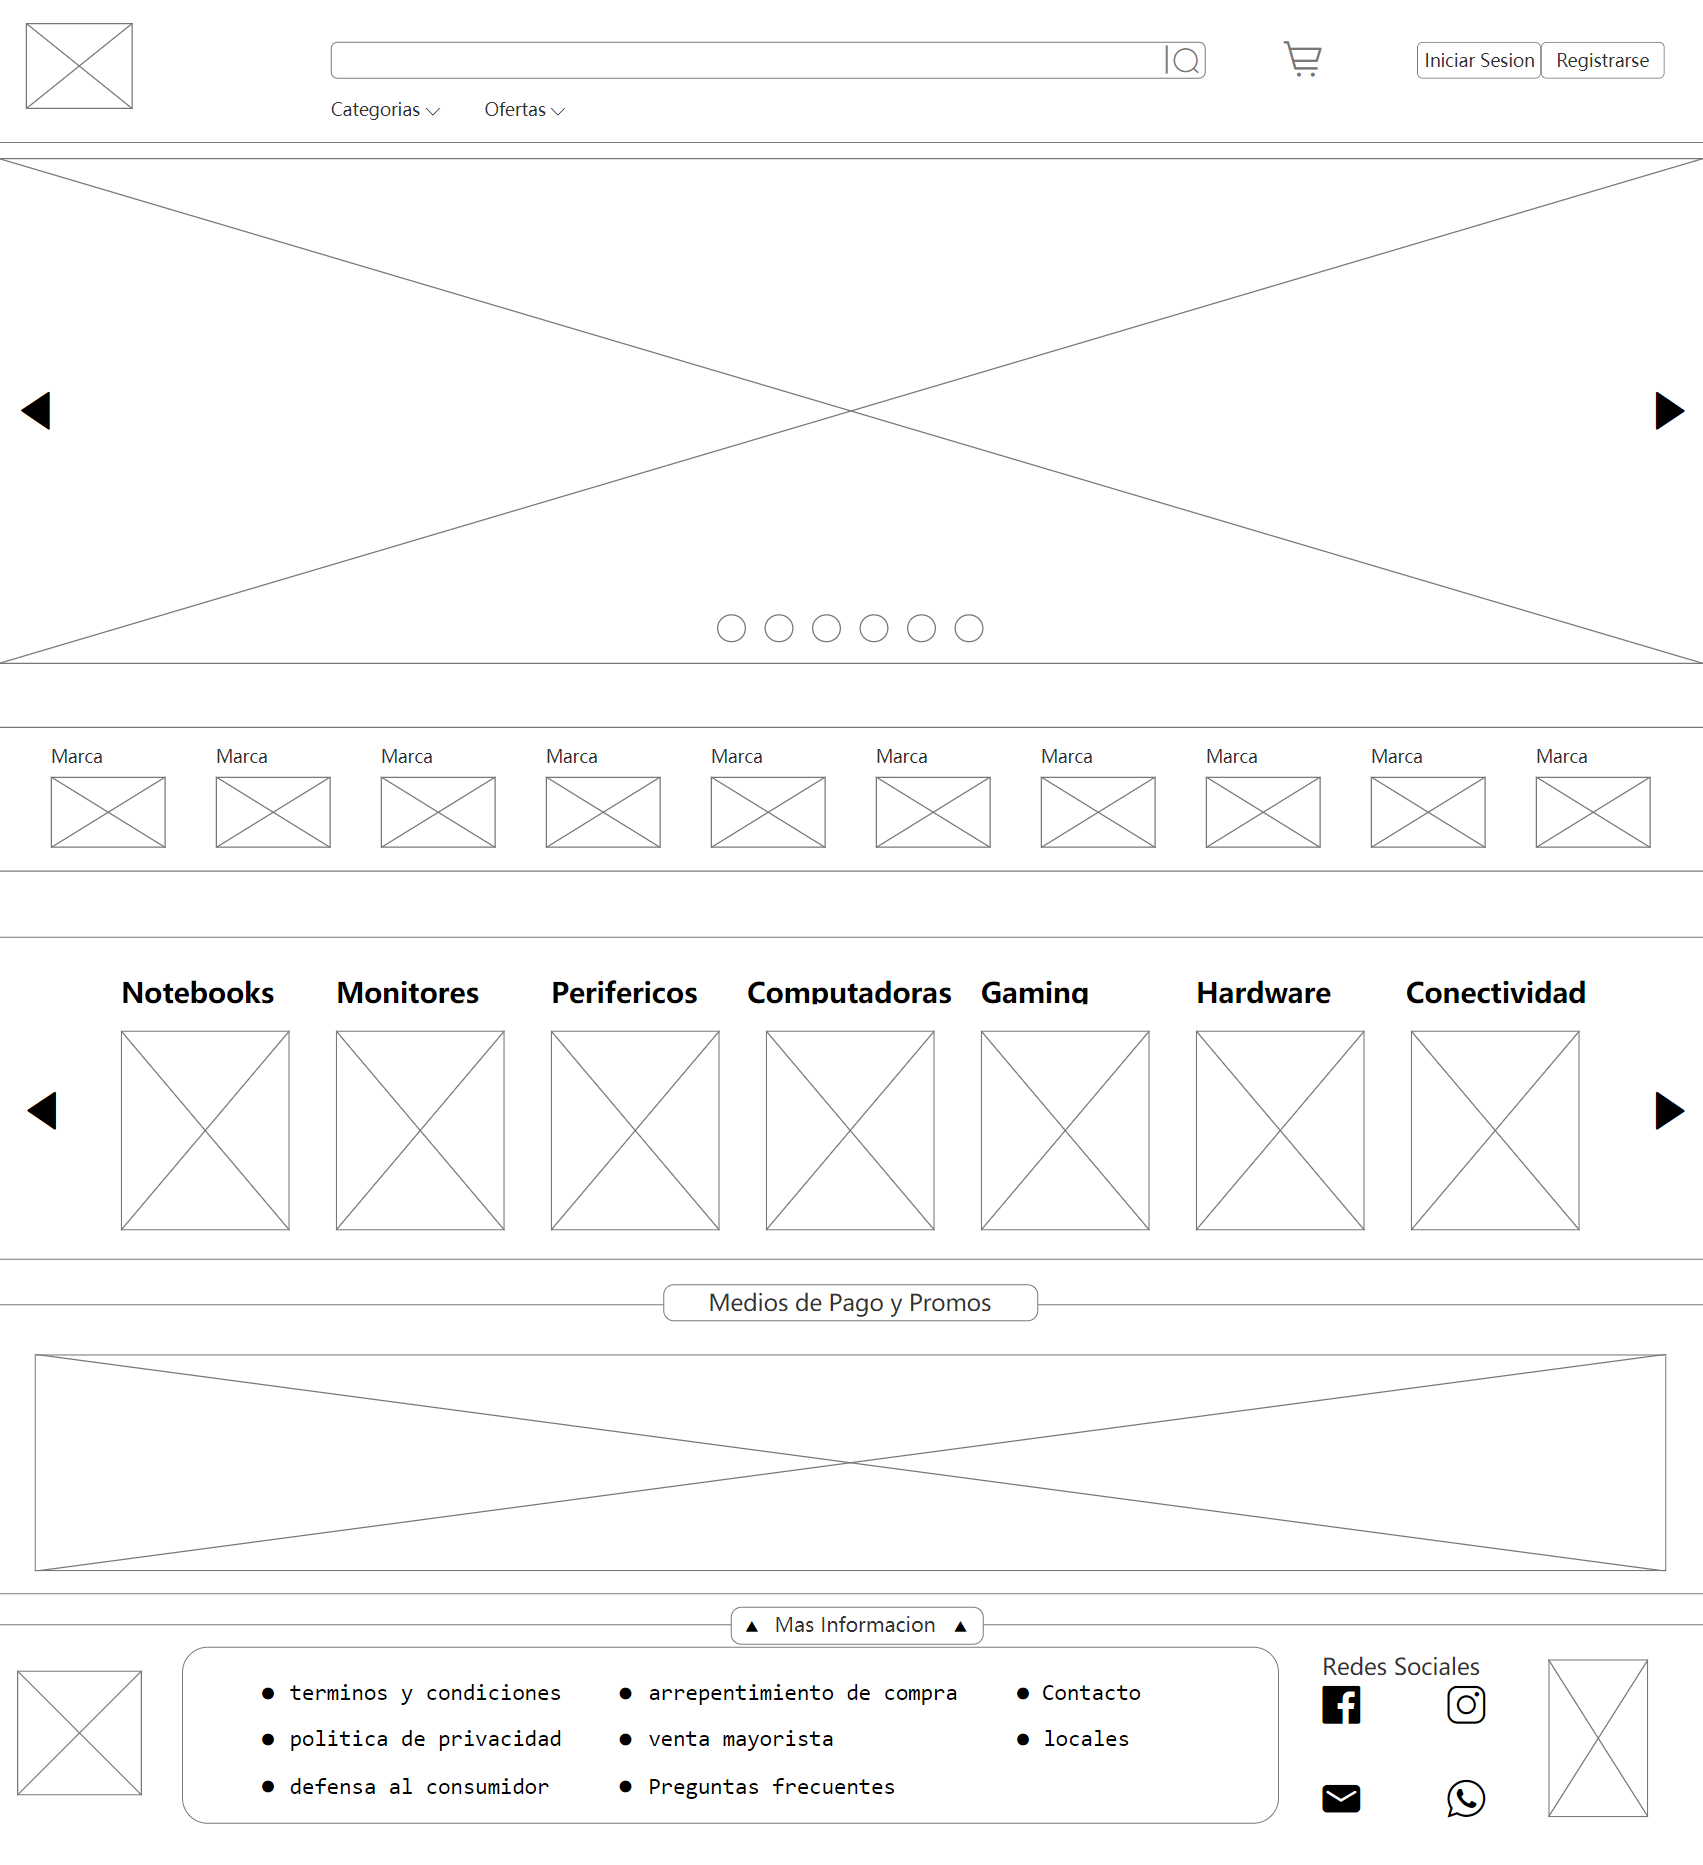 Iniciar Sesion Registrarse
Categorias Ofertas
Marca Marca Marca Marca Marca Marca Marca Marca Marca Marca
Notebooks Monitores Perifericos Computadoras Gaming Hardware Conectividad
Medios de Pago y Promos
▲ Mas Informacion ▲
● terminos y condiciones ● arrepentimiento de compra ● Contacto
● politica de privacidad ● venta mayorista ● locales
● defensa al consumidor ● Preguntas frecuentes
Redes Sociales